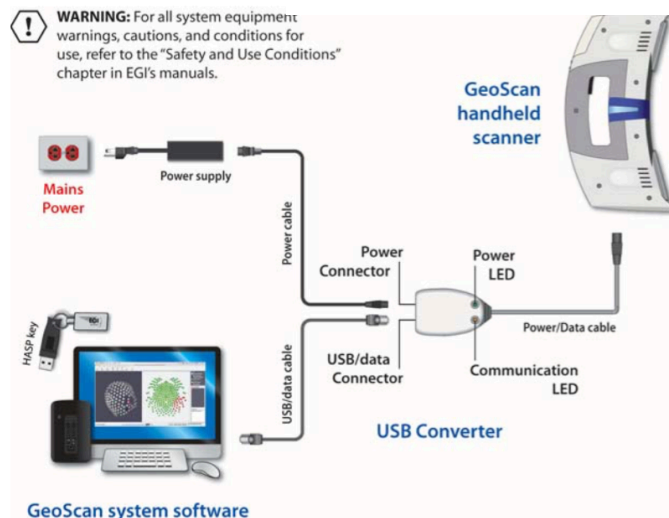 WARNING: For all system equipment
warnings, cautions, and conditions for
use, refer to the "Safety and Use Conditions"
chapter in EGI's manuals.
GeoScan
handheld
scanner
Mains
Power
Power supply
Power cable
Power
Connector
Power
LED
Power/Data cable
HASP key
EGI
USB/data cable
USB/data
Connector
Communication
LED
USB Converter
GeoScan system software